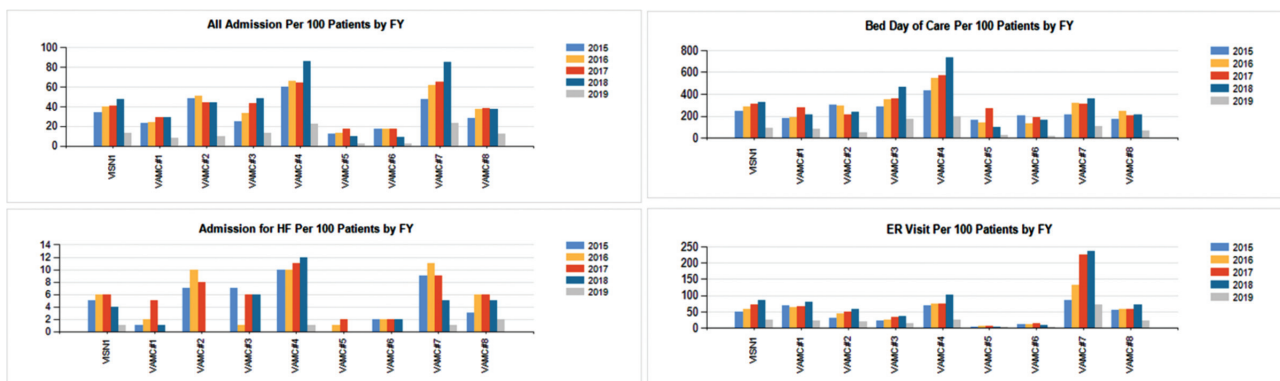 All Admission Per 100 Patients by FY
100
80
60
40
20
0
VISN1
VAMC#1
VAMC#2
VAMC#3
VAMC#4
VAMC#5
VAMC#6
VAMC#7
VAMC#8
2015
2016
2017
2018
2019
Bed Day of Care Per 100 Patients by FY
800
600
400
200
0
VISN1
VAMC#1
VAMC#2
VAMC#3
VAMC#4
VAMC#5
VAMC#6
VAMC#7
VAMC#8
2015
2016
2017
2018
2019
Admission for HF Per 100 Patients by FY
14
12
10
8
6
4
2
0
VISN1
VAMC#1
VAMC#2
VAMC#3
VAMC#4
VAMC#5
VAMC#6
VAMC#7
VAMC#8
2015
2016
2017
2018
2019
ER Visit Per 100 Patients by FY
250
200
150
100
50
0
VISN1
VAMC#1
VAMC#2
VAMC#3
VAMC#4
VAMC#5
VAMC#6
VAMC#7
VAMC#8
2015
2016
2017
2018
2019